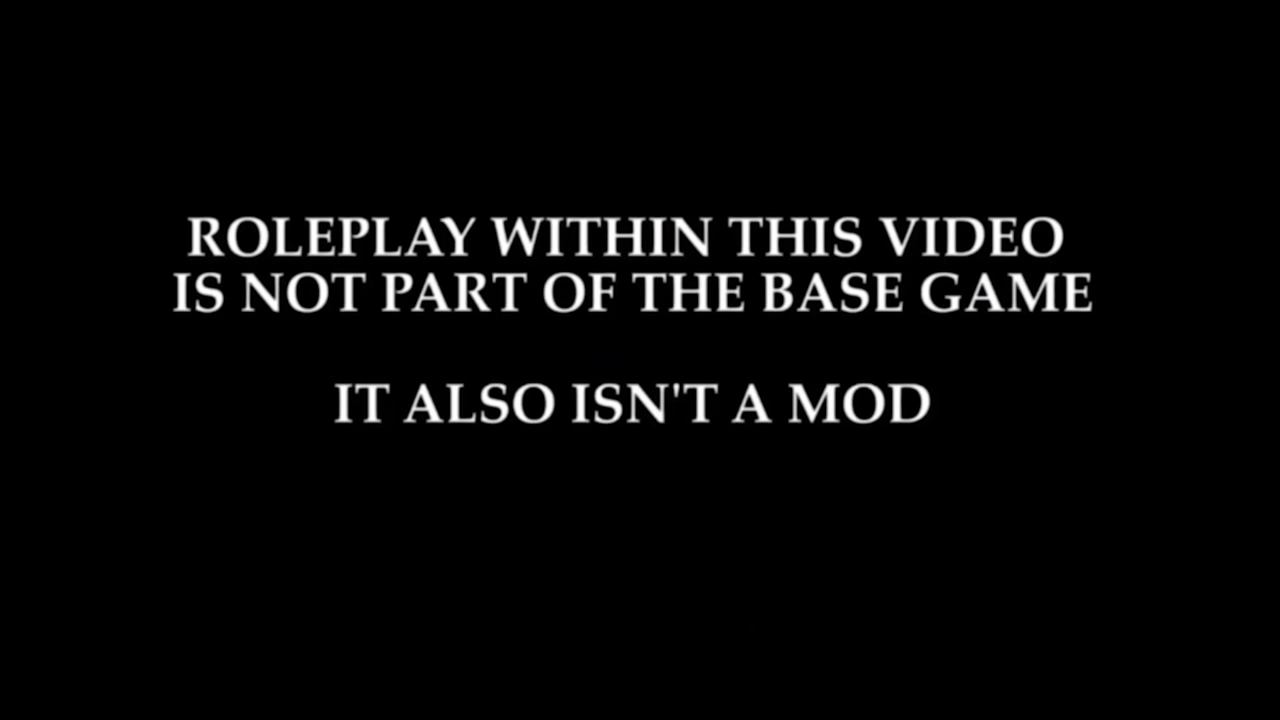 ROLEPLAY WITHIN THIS VIDEO
IS NOT PART OF THE BASE GAME
IT ALSO ISN'T A MOD